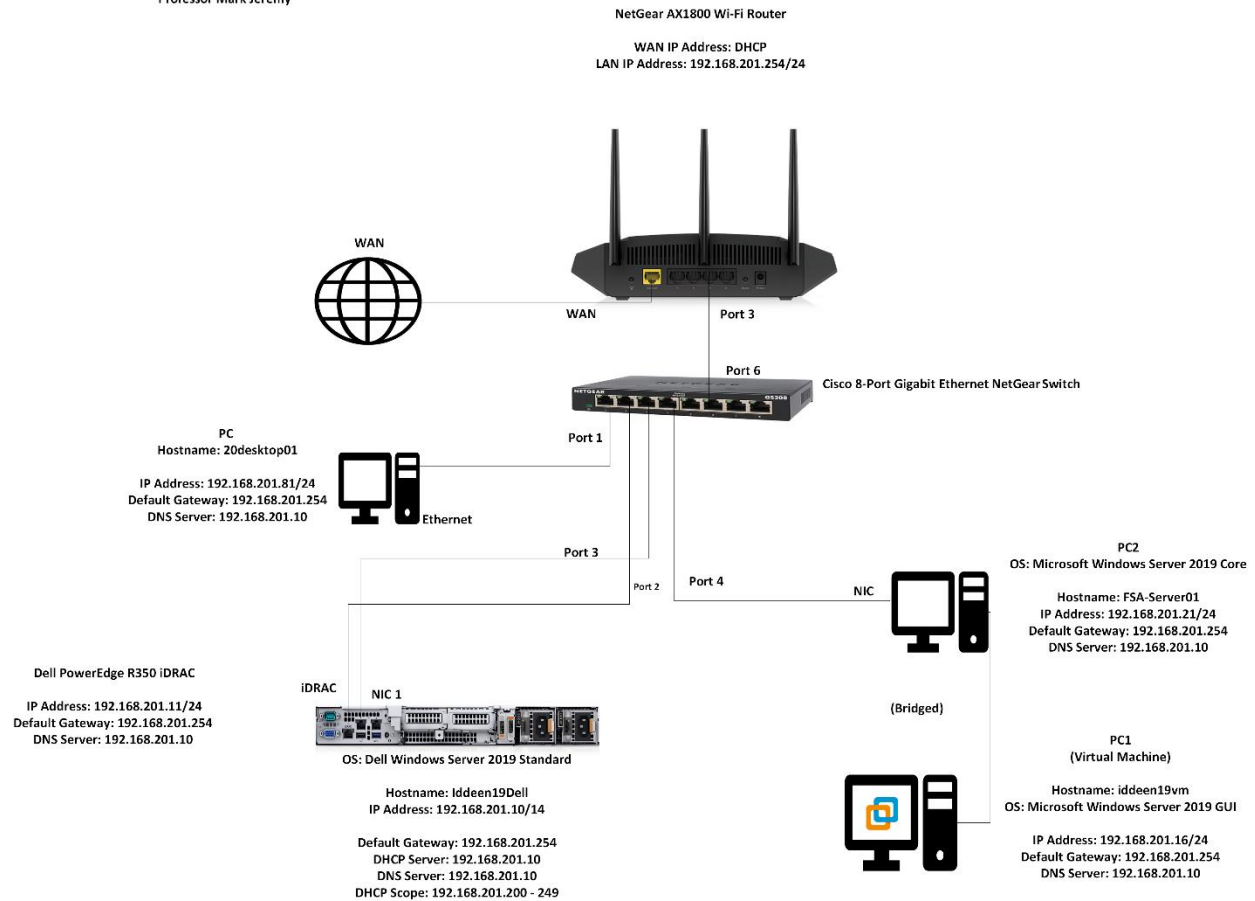 Professor Mark Jeremy
NetGear AX1800 Wi-Fi Router
WAN IP Address: DHCP
LAN IP Address: 192.168.201.254/24
WAN
WAN
Port 3
Port 6
Cisco 8-Port Gigabit Ethernet NetGear Switch
NETGEAR
GS308
Port 1
PC
Hostname: 20desktop01
IP Address: 192.168.201.81/24
Default Gateway: 192.168.201.254
DNS Server: 192.168.201.10
Ethernet
Port 3
Port 2
Port 4
NIC
PC2
OS: Microsoft Windows Server 2019 Core
Hostname: FSA-Server01
IP Address: 192.168.201.21/24
Default Gateway: 192.168.201.254
DNS Server: 192.168.201.10
Dell PowerEdge R350 iDRAC
IP Address: 192.168.201.11/24
Default Gateway: 192.168.201.254
DNS Server: 192.168.201.10
iDRAC
NIC 1
OS: Dell Windows Server 2019 Standard
Hostname: Iddeen19Dell
IP Address: 192.168.201.10/14
Default Gateway: 192.168.201.254
DHCP Server: 192.168.201.10
DNS Server: 192.168.201.10
DHCP Scope: 192.168.201.200 - 249
(Bridged)
PC1
(Virtual Machine)
Hostname: iddeen19vm
OS: Microsoft Windows Server 2019 GUI
IP Address: 192.168.201.16/24
Default Gateway: 192.168.201.254
DNS Server: 192.168.201.10